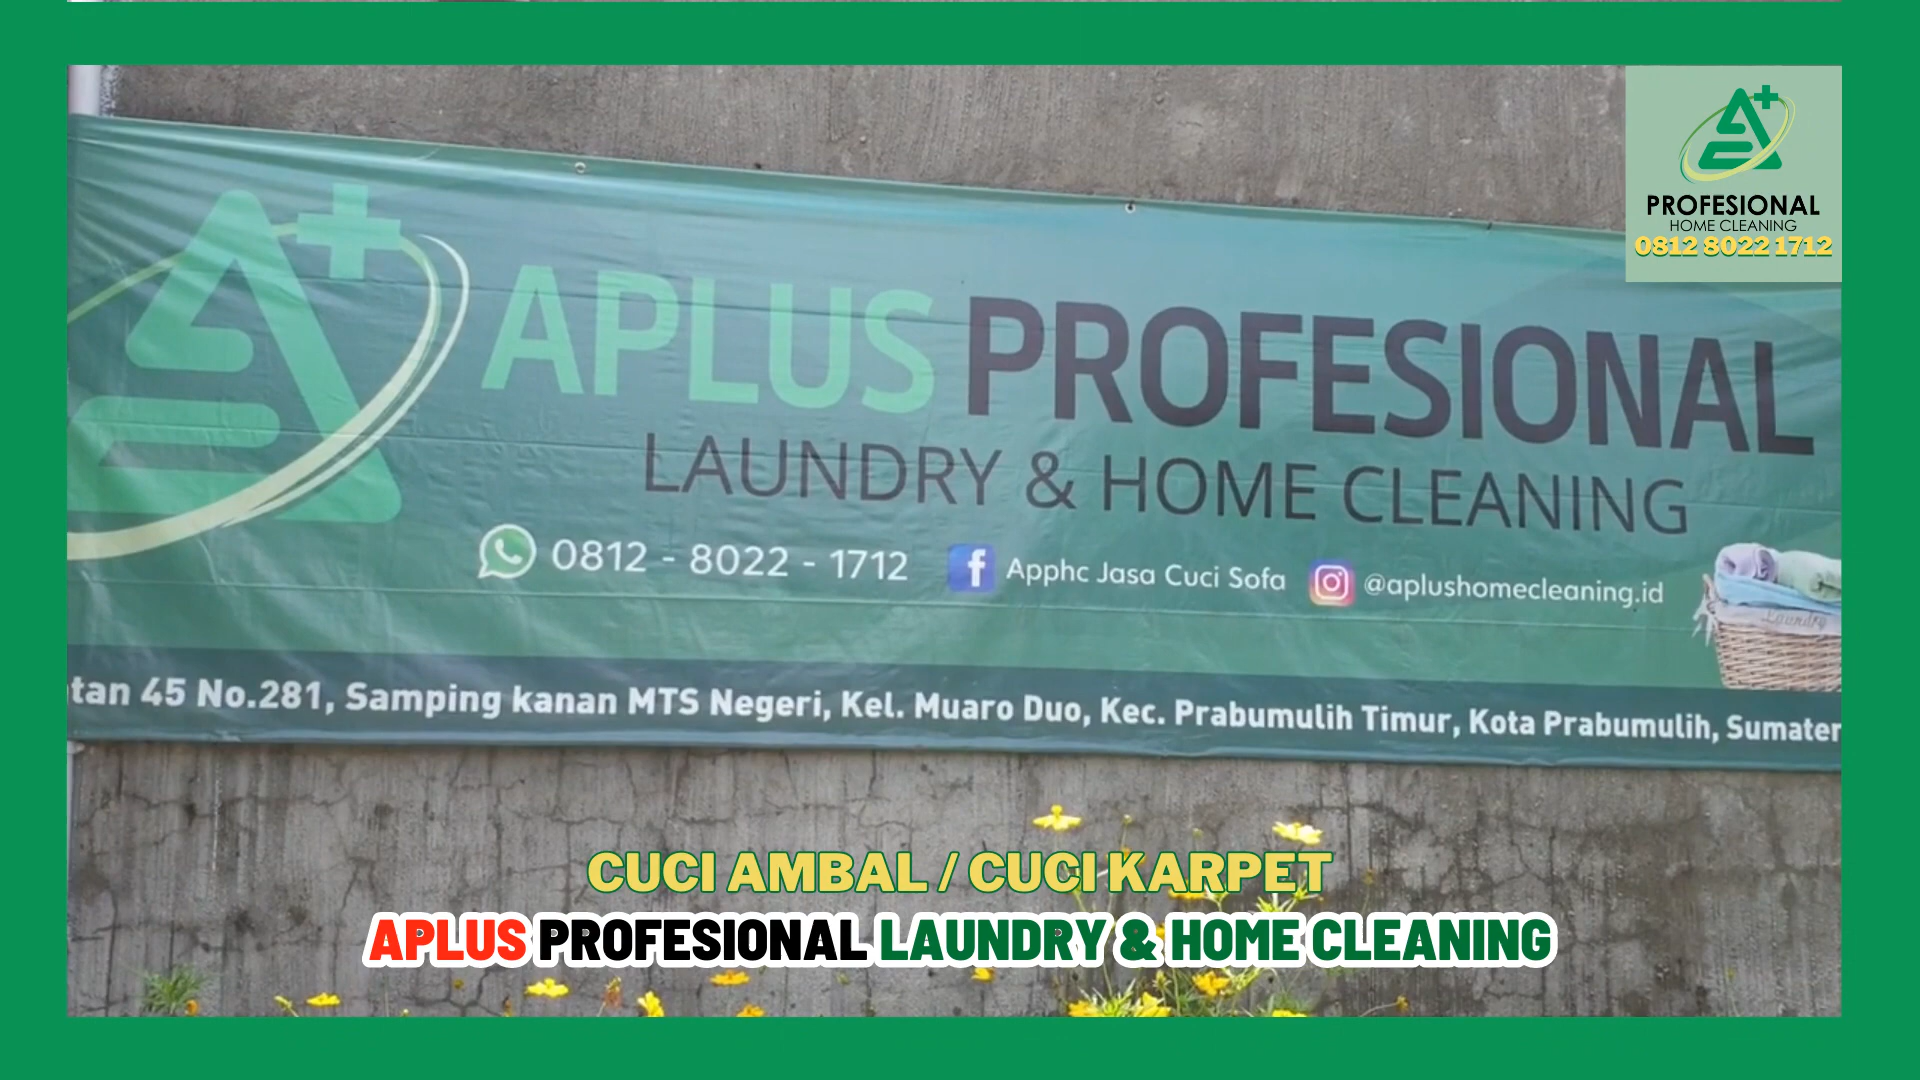 PROFESIONAL
HOME CLEANING
0812 8022 1712
APLUS PROFESIONAL
LAUNDRY & HOME CLEANING
0812 - 8022 - 1712 Apphc Jasa Cuci Sofa @aplushomecleaning.id
Laundry
45 No.281, Samping kanan MTS Negeri, Kel. Muaro Duo, Kec. Prabumulih Timur, Kota Prabumulih,
CUCI AMBAL / CUCI KARPET
APLUS PROFESIONAL LAUNDRY & HOME CLEANING